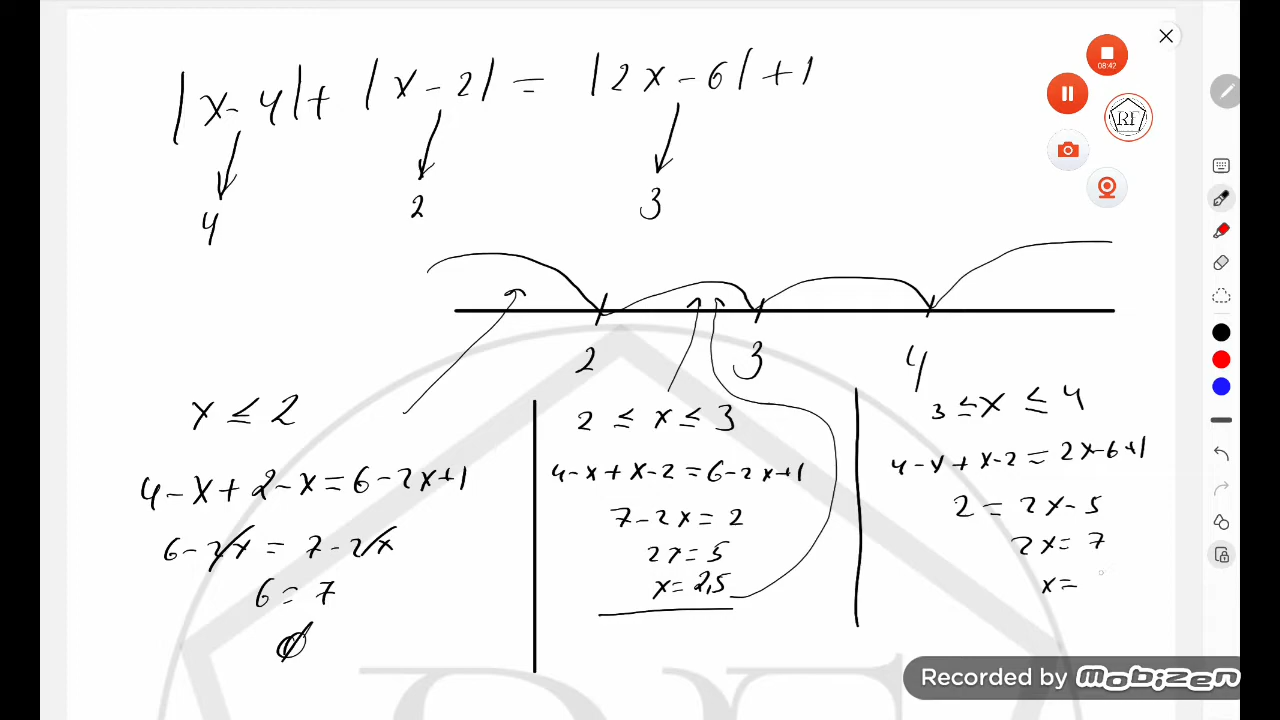 |x-4|+|x-2|=|2x-6|+1
4 2 3
2 3 4
x ≤ 2
4-x+2-x=6-2x+1
6-2x=7-2x
6=7
∅
2 ≤ x ≤ 3
4-x+x-2=6-2x+1
7-2x=2
2x=5
x=2,5
3 ≤ x ≤ 4
4-x+x-2=2x-6+1
2=2x-5
2x=7
x=
08:42
RF
Recorded by mobizen